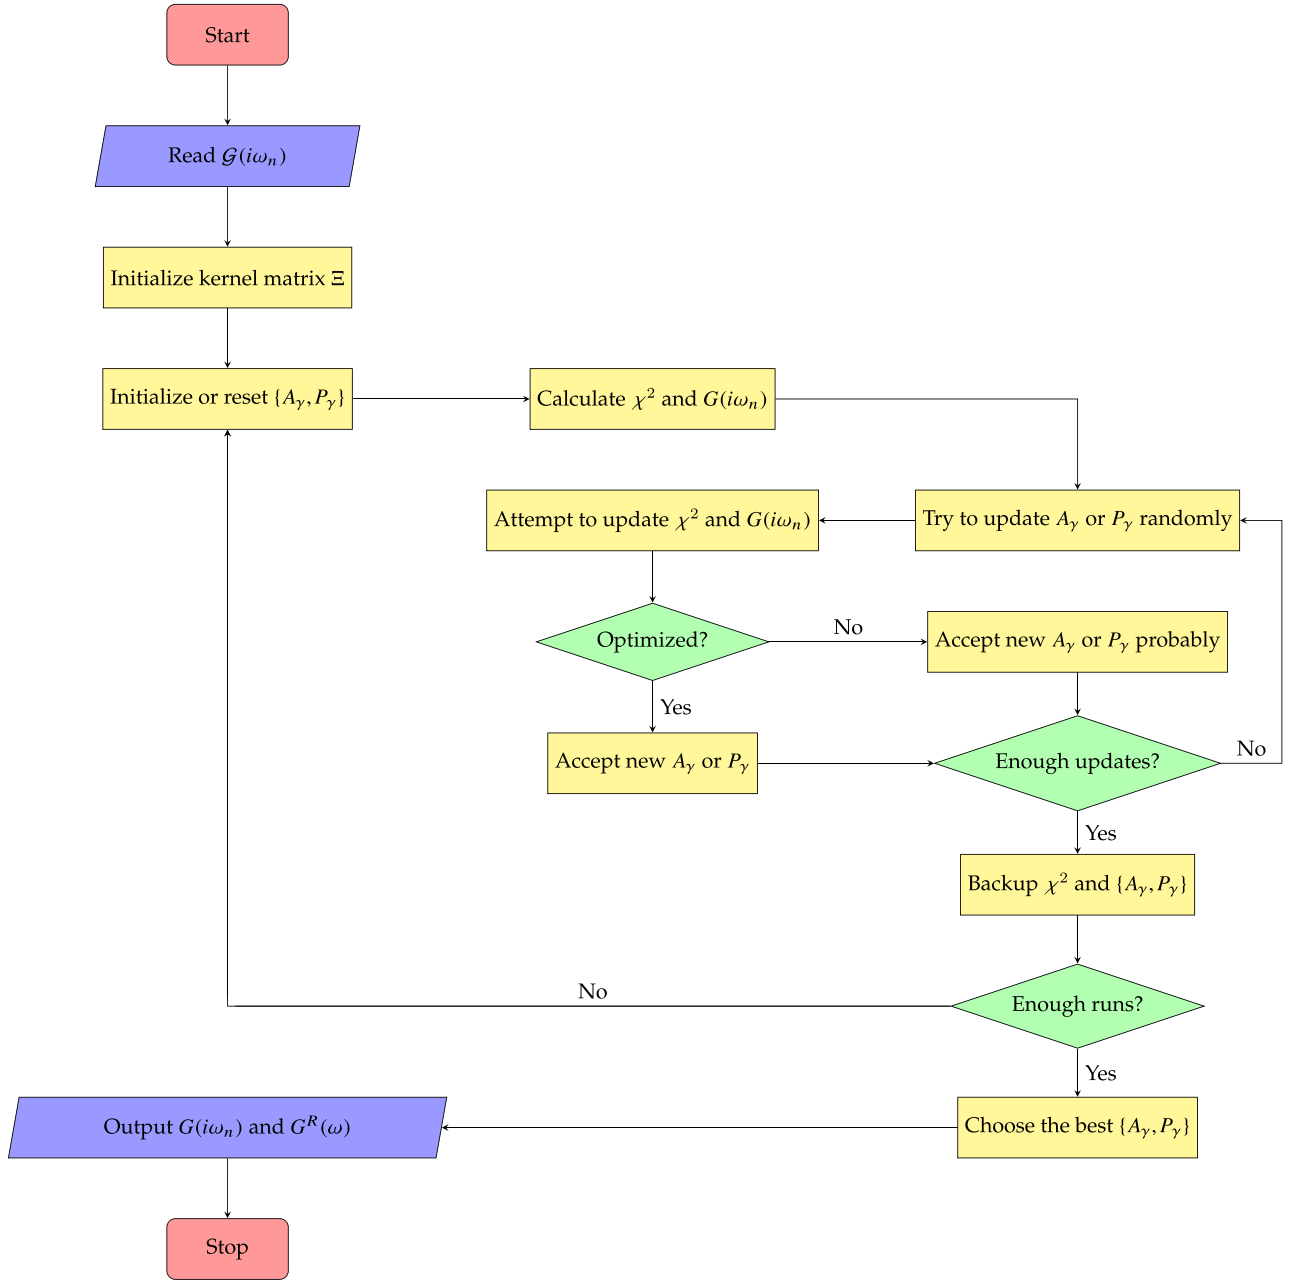 Start
Read 𝒢(iωₙ)
Initialize kernel matrix Ξ
Initialize or reset {A_γ, P_γ}
Calculate χ² and G(iωₙ)
Attempt to update χ² and G(iωₙ)
Try to update A_γ or P_γ randomly
Optimized?
No
Accept new A_γ or P_γ probably
Yes
Accept new A_γ or P_γ
Enough updates?
No
Yes
Backup χ² and {A_γ, P_γ}
No
Enough runs?
Yes
Output G(iωₙ) and Gᴿ(ω)
Choose the best {A_γ, P_γ}
Stop